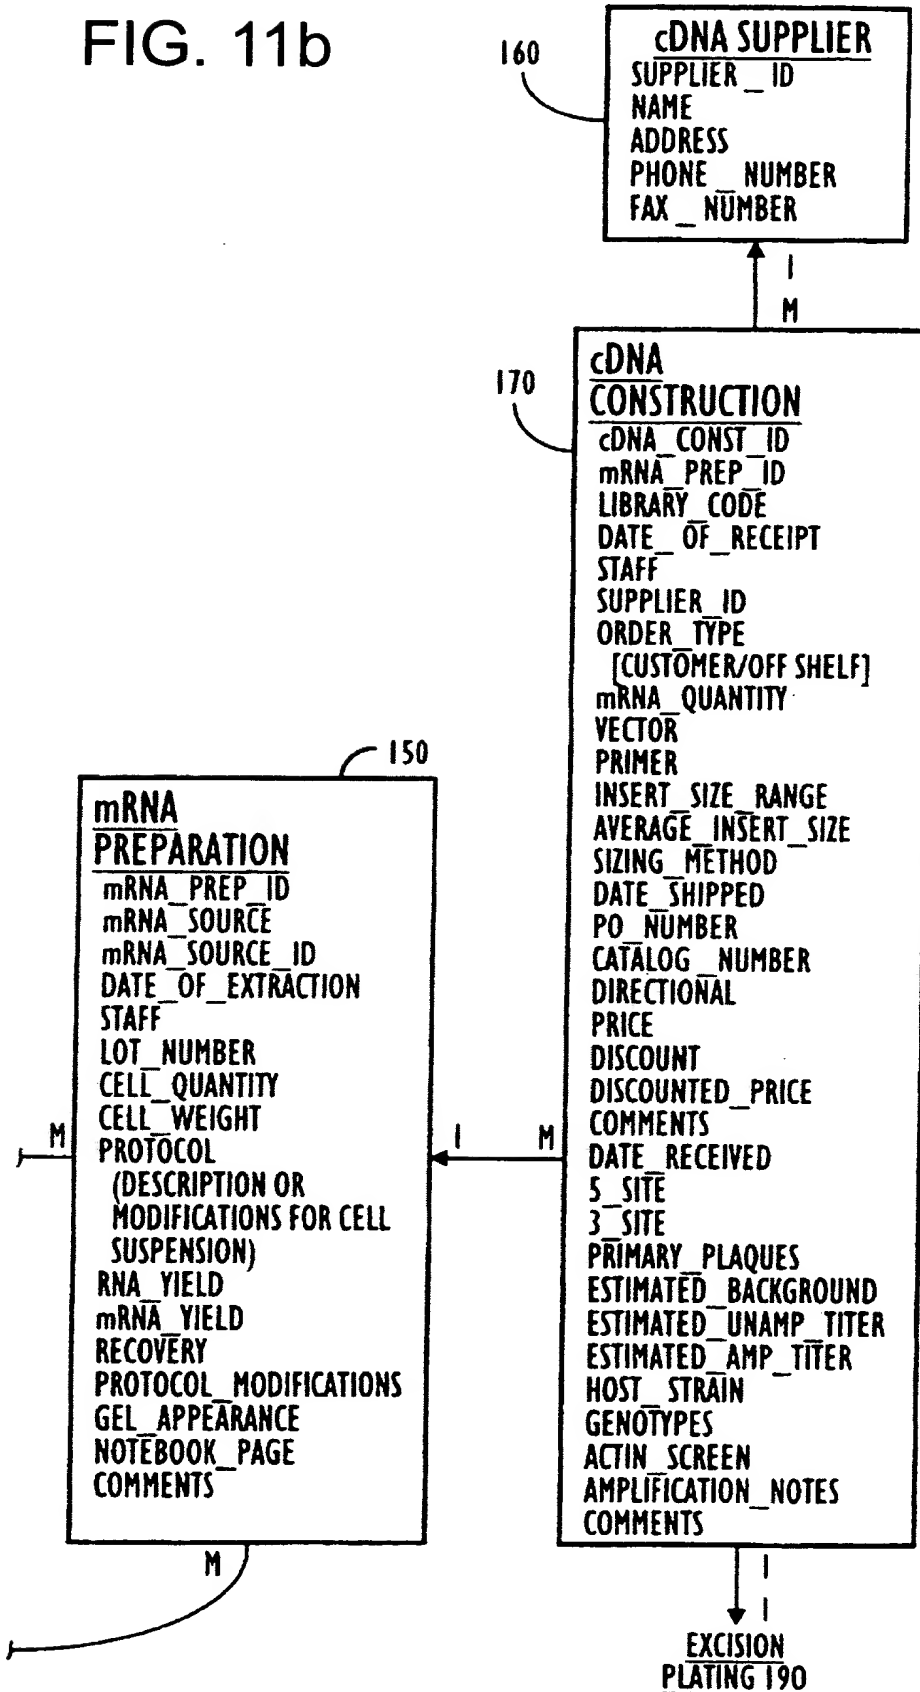 FIG. 11b
160
cDNA SUPPLIER
SUPPLIER_ID
NAME
ADDRESS
PHONE_NUMBER
FAX_NUMBER
1
M
170
cDNA
CONSTRUCTION
cDNA_CONST_ID
mRNA_PREP_ID
LIBRARY_CODE
DATE_OF_RECEIPT
STAFF
SUPPLIER_ID
ORDER_TYPE
[CUSTOMER/OFF SHELF]
mRNA_QUANTITY
VECTOR
PRIMER
INSERT_SIZE_RANGE
AVERAGE_INSERT_SIZE
SIZING_METHOD
DATE_SHIPPED
PO_NUMBER
CATALOG_NUMBER
DIRECTIONAL
PRICE
DISCOUNT
DISCOUNTED_PRICE
COMMENTS
DATE_RECEIVED
5_SITE
3_SITE
PRIMARY_PLAQUES
ESTIMATED_BACKGROUND
ESTIMATED_UNAMP_TITER
ESTIMATED_AMP_TITER
HOST_STRAIN
GENOTYPES
ACTIN_SCREEN
AMPLIFICATION_NOTES
COMMENTS
150
mRNA
PREPARATION
mRNA_PREP_ID
mRNA_SOURCE
mRNA_SOURCE_ID
DATE_OF_EXTRACTION
STAFF
LOT_NUMBER
CELL_QUANTITY
CELL_WEIGHT
PROTOCOL
(DESCRIPTION OR
MODIFICATIONS FOR CELL
SUSPENSION)
RNA_YIELD
mRNA_YIELD
RECOVERY
PROTOCOL_MODIFICATIONS
GEL_APPEARANCE
NOTEBOOK_PAGE
COMMENTS
M
1 M
M
1
1
EXCISION
PLATING 190